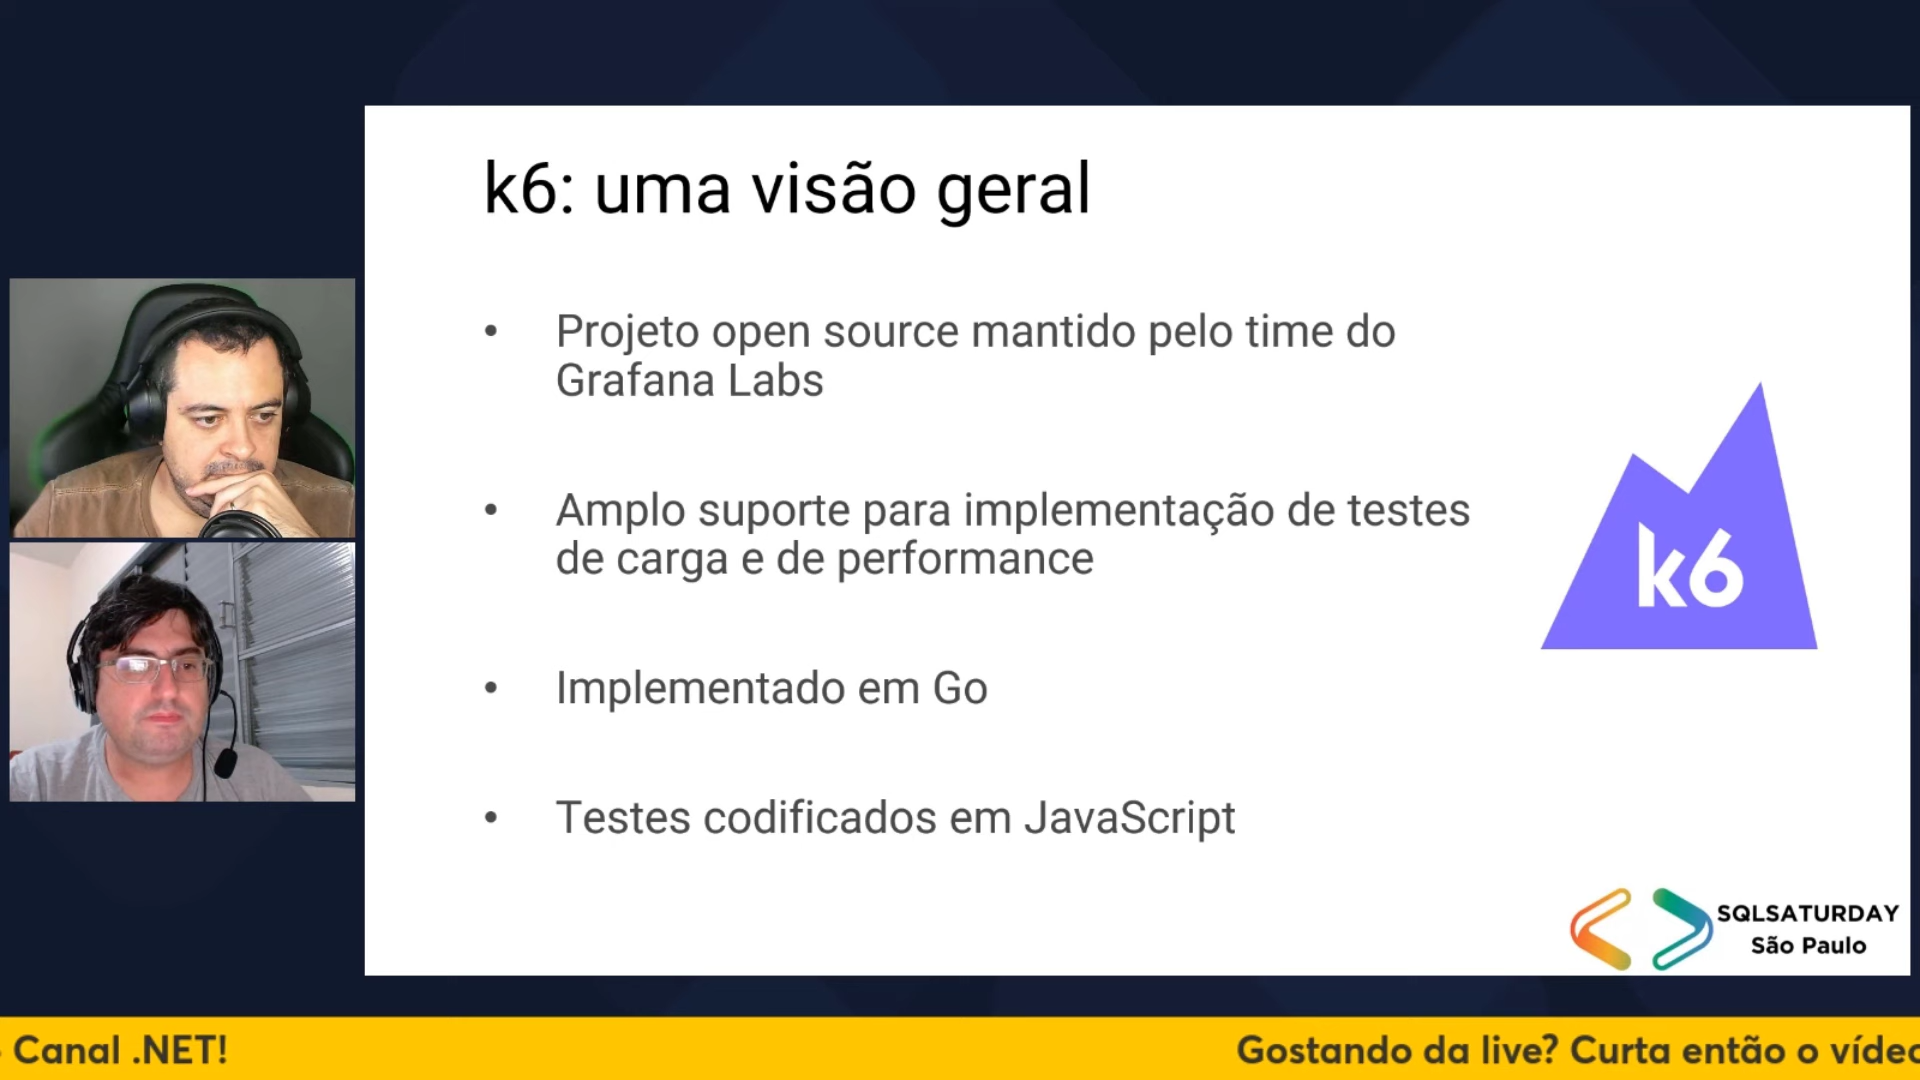 k6: uma visão geral
• Projeto open source mantido pelo time do
Grafana Labs
• Amplo suporte para implementação de testes
de carga e de performance
• Implementado em Go
• Testes codificados em JavaScript
k6
SQLSATURDAY
São Paulo
Canal .NET!
Gostando da live? Curta então o vídeo